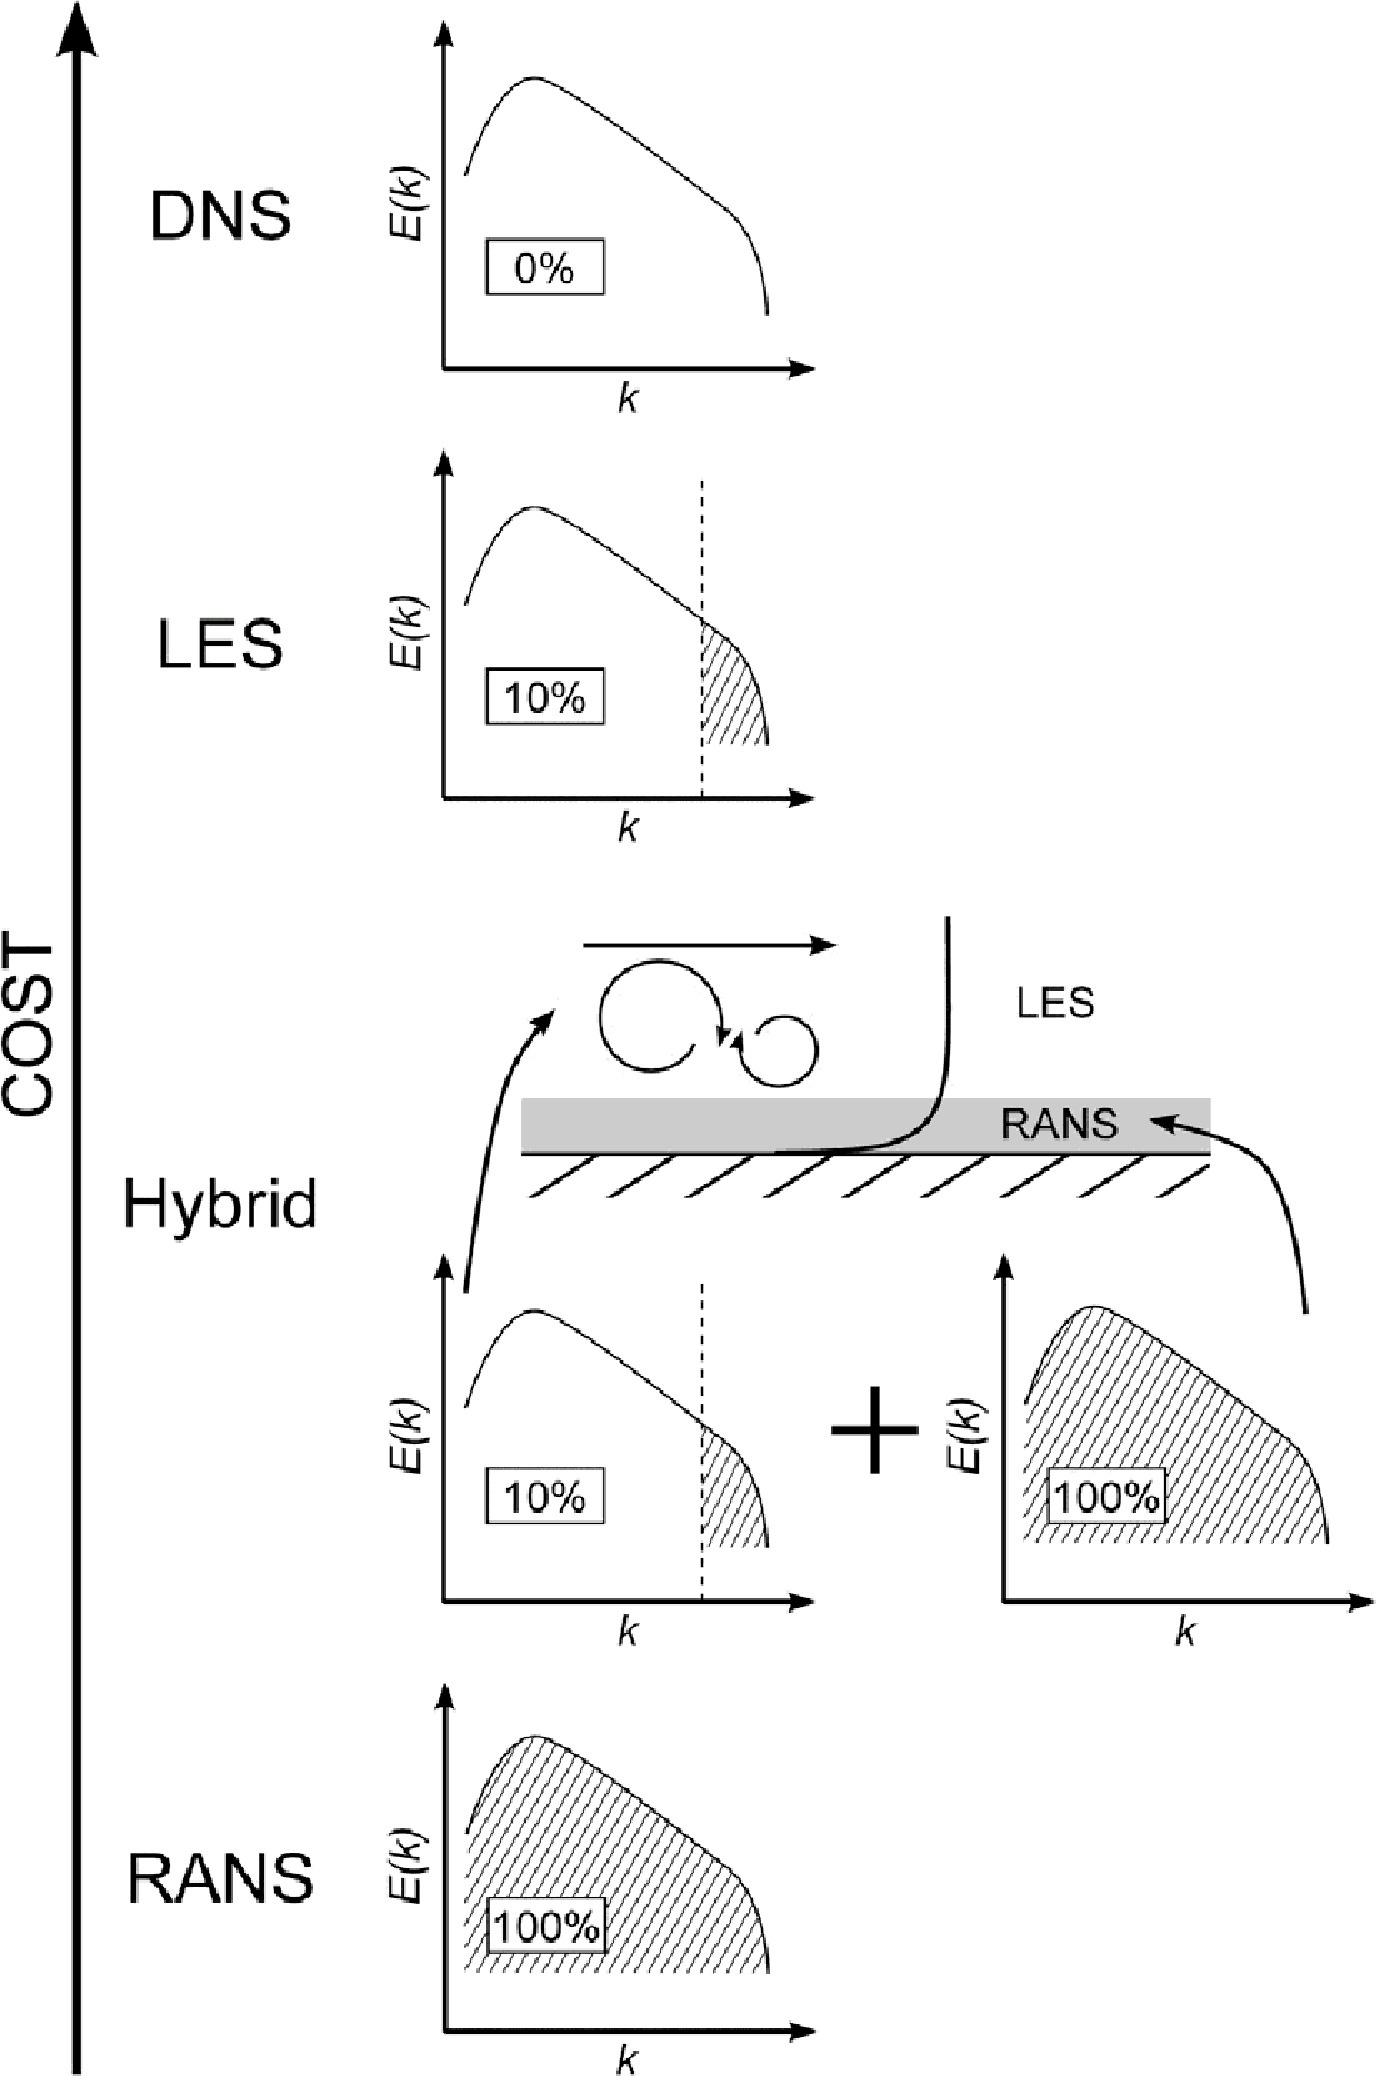 DNS
E(k)
0%
k
LES
E(k)
10%
k
COST
LES
RANS
Hybrid
E(k)
10%
k
+
E(k)
100%
k
RANS
E(k)
100%
k